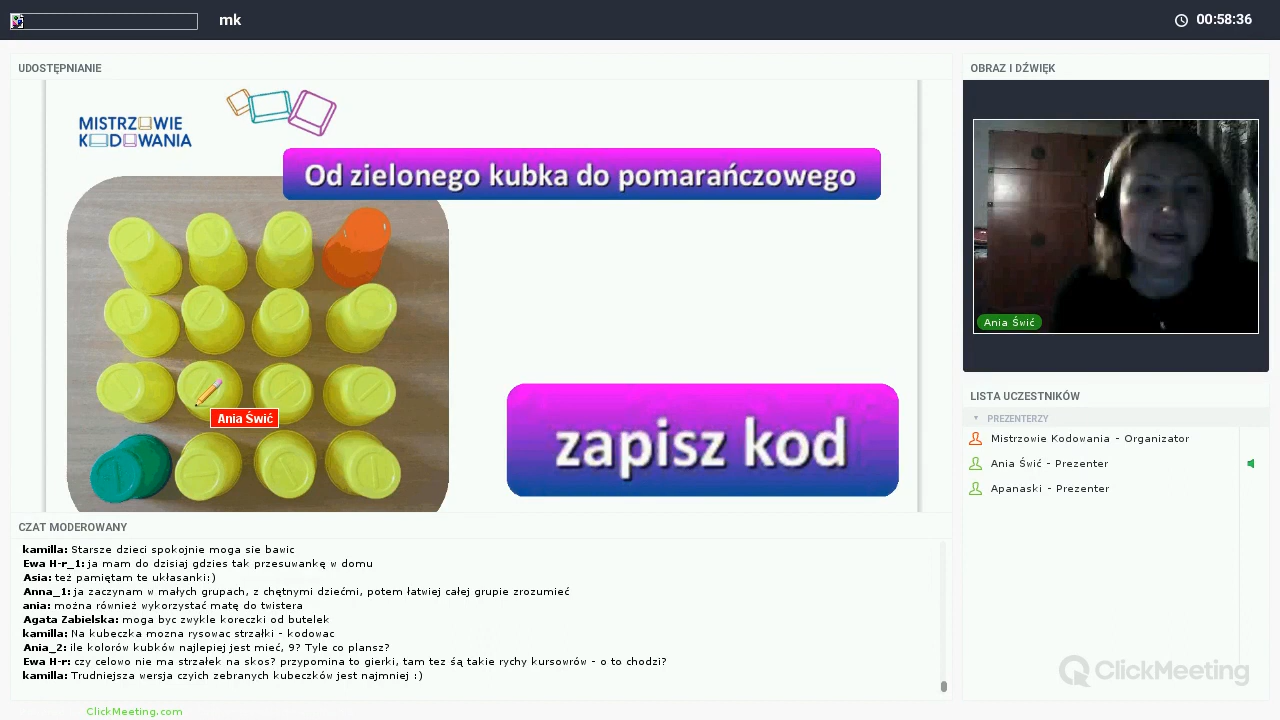 mk
00:58:36
UDOSTĘPNIANIE
OBRAZ I DŹWIĘK
MISTRZOWIE
KODOWANIA
Od zielonego kubka do pomarańczowego
Ania Świć
zapisz kod
Ania Świć
LISTA UCZESTNIKÓW
PREZENTERZY
Mistrzowie Kodowania - Organizator
Ania Świć - Prezenter
Apanaski - Prezenter
CZAT MODEROWANY
kamilla: Starsze dzieci spokojnie moga sie bawic
Ewa H-r_1: ja mam do dzisiaj gdzies tak przesuwankę w domu
Asia: też pamiętam te ukłasanki:)
Anna_1: ja zaczynam w małych grupach, z chętnymi dziećmi, potem łatwiej całej grupie zrozumieć
ania: można również wykorzystać matę do twistera
Agata Zabielska: moga byc zwykle koreczki od butelek
kamilla: Na kubeczka mozna rysowac strzałki - kodowac
Ania_2: ile kolorów kubków najlepiej jest mieć, 9? Tyle co plansz?
Ewa H-r: czy celowo nie ma strzałek na skos? przypomina to gierki, tam tez śą takie rychy kursowrów - o to chodzi?
kamilla: Trudniejsza wersja czyich zebranych kubeczków jest najmniej :)
ClickMeeting
ClickMeeting.com